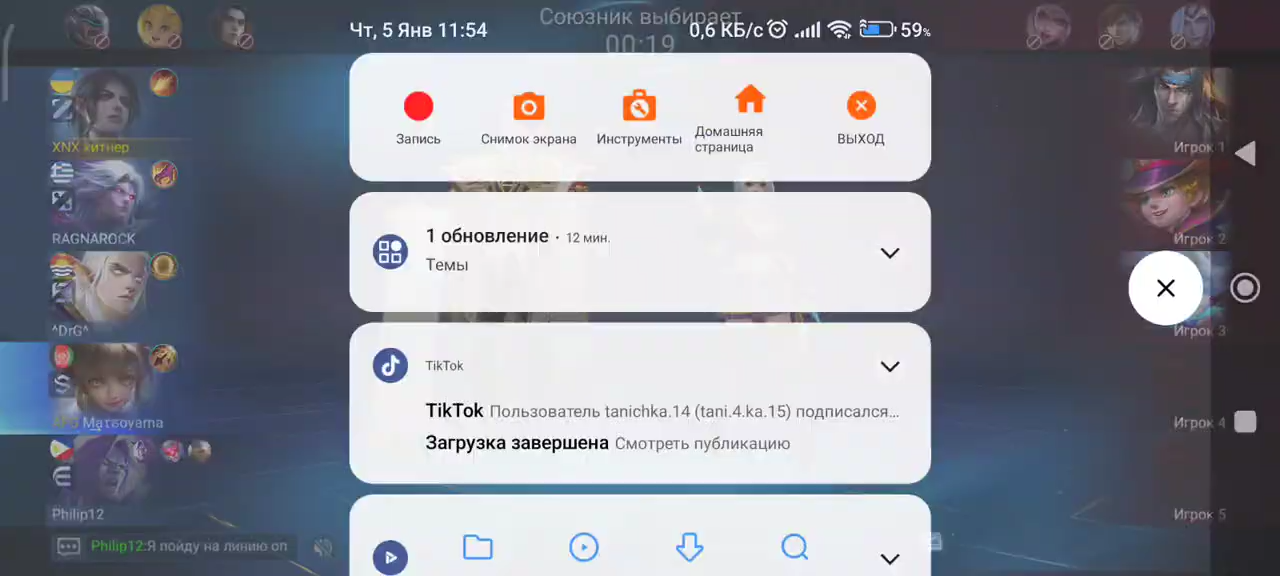 Союзник выбирает
00:19
Чт, 5 Янв 11:54
0,6 КБ/с
59%
Запись
Снимок экрана
Инструменты
Домашняя
страница
ВЫХОД
1 обновление · 12 мин.
Темы
TikTok
TikTok Пользователь tanichka.14 (tani.4.ka.15) подписался…
Загрузка завершена Смотреть публикацию
XNX китнер
RAGNAROCK
^DrG^
Matsoyama
Philip12
Philip12:Я пойду на линию оп
Игрок 1
Игрок 2
Игрок 3
Игрок 4
Игрок 5